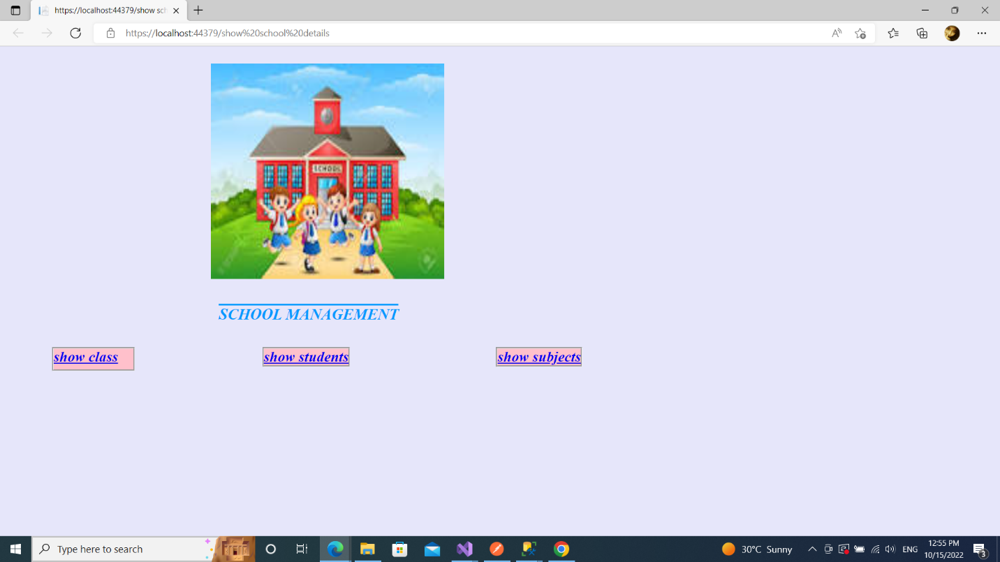 https://localhost:44379/show sch
https://localhost:44379/show%20school%20details
SCHOOL
SCHOOL MANAGEMENT
show class
show students
show subjects
Type here to search
30°C Sunny
ENG
12:55 PM
10/15/2022
3